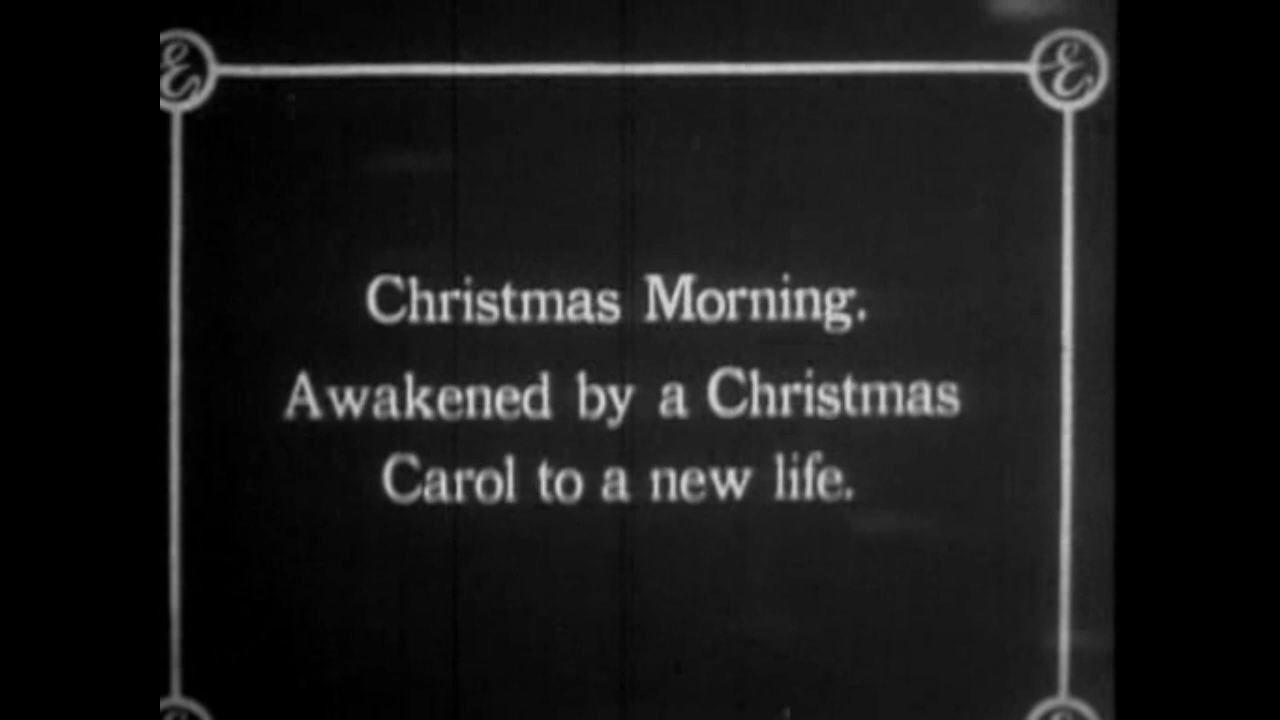 E E
Christmas Morning.
Awakened by a Christmas
Carol to a new life.